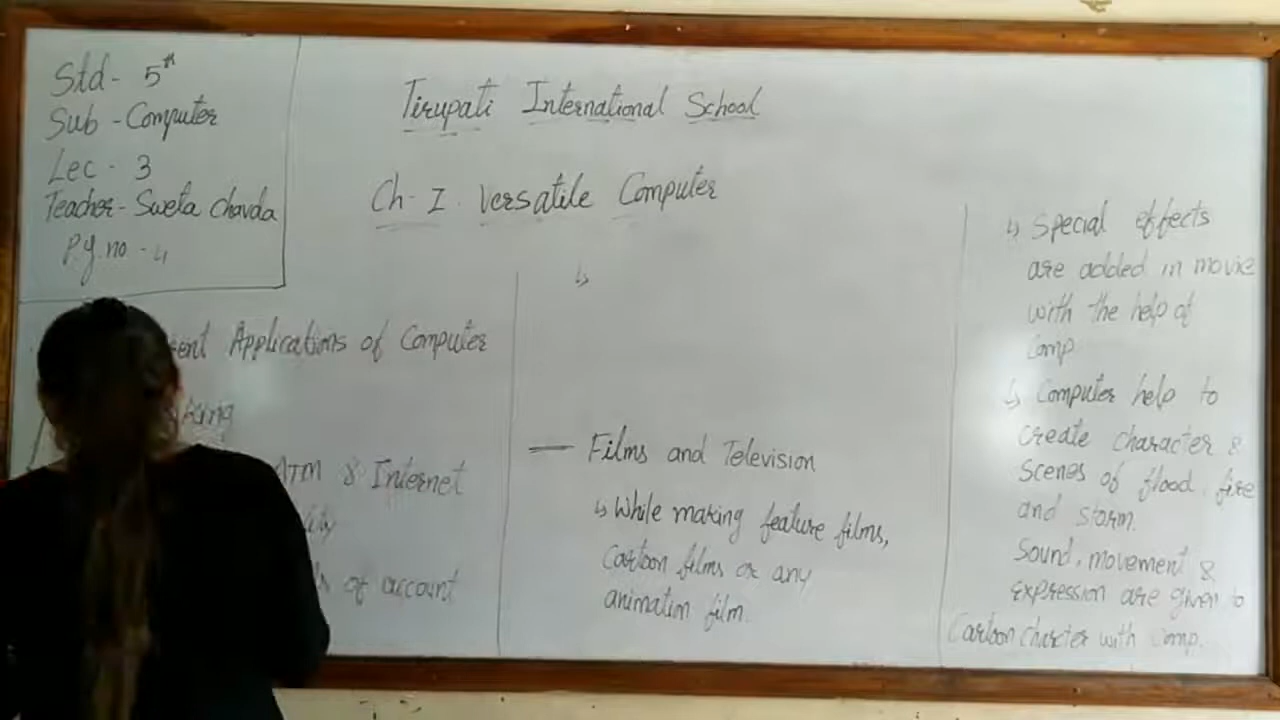 Std - 5th
Sub - Computer
Lec - 3
Teacher - Sweta Chavda
P.g. no - 4
Tirupati International School
Ch - I . Versatile Computer
Applications of Computer
ATM & Internet
of account
— Films and Television
↳ While making feature films,
Cartoon films or any
animation film.
↳ Special effects
are added in movie
with the help of
Comp
↳ Computer help to
create character &
Scenes of flood, fire
and storm.
Sound, movement &
expression are given to
Cartoon charcter with comp.